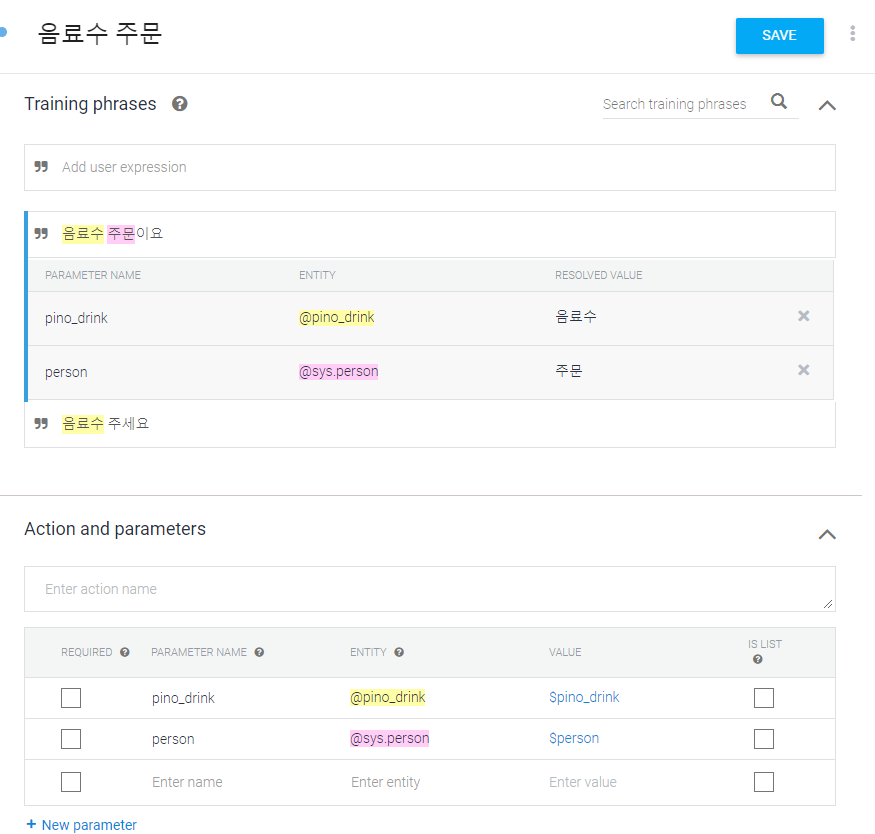 음료수 주문
SAVE
Training phrases
Search training phrases
Add user expression
음료수 주문이요
PARAMETER NAME ENTITY RESOLVED VALUE
pino_drink @pino_drink 음료수
person @sys.person 주문
음료수 주세요
Action and parameters
Enter action name
REQUIRED PARAMETER NAME ENTITY VALUE IS LIST
pino_drink @pino_drink $pino_drink
person @sys.person $person
Enter name Enter entity Enter value
+ New parameter